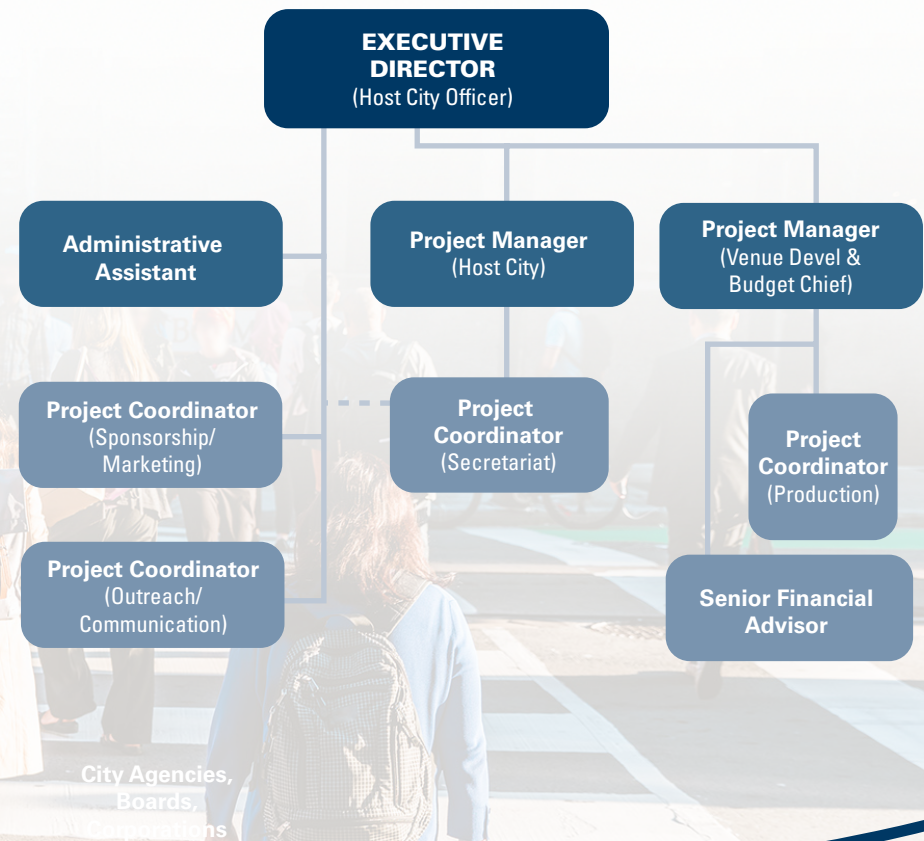 EXECUTIVE
DIRECTOR
(Host City Officer)
Administrative
Assistant
Project Manager
(Host City)
Project Manager
(Venue Devel &
Budget Chief)
Project Coordinator
(Sponsorship/
Marketing)
Project
Coordinator
(Secretariat)
Project
Coordinator
(Production)
Project Coordinator
(Outreach/
Communication)
Senior Financial
Advisor
City Agencies,
Boards,
Corporations